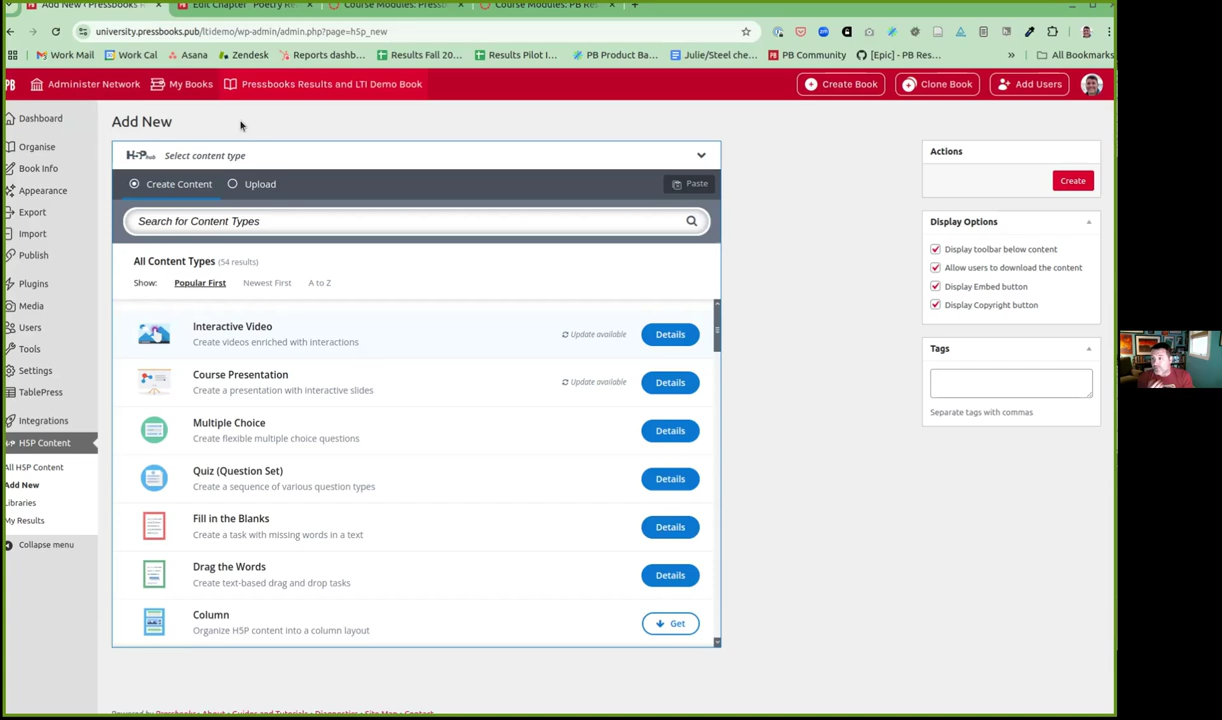 Add New ‹ Pressbooks R
Edit Chapter "Poetry Re
Course Modules: Pressb
Course Modules: PB Res
university.pressbooks.pub/ltidemo/wp-admin/admin.php?page=h5p_new
Work Mail
Work Cal
Asana
Zendesk
Reports dashb...
Results Fall 20...
Results Pilot I...
PB Product Ba...
Julie/Steel che...
PB Community
[Epic] - PB Res...
»
All Bookmarks
PB
Administer Network
My Books
Pressbooks Results and LTI Demo Book
Create Book
Clone Book
Add Users
Dashboard
Organise
Book Info
Appearance
Export
Import
Publish
Plugins
Media
Users
Tools
Settings
TablePress
Integrations
H5P Content
All H5P Content
Add New
Libraries
My Results
Collapse menu
Add New
H5P hub Select content type
Create Content
Upload
Paste
Search for Content Types
All Content Types (54 results)
Show: Popular First Newest First A to Z
Interactive Video
Create videos enriched with interactions
Update available
Details
Course Presentation
Create a presentation with interactive slides
Update available
Details
Multiple Choice
Create flexible multiple choice questions
Details
Quiz (Question Set)
Create a sequence of various question types
Details
Fill in the Blanks
Create a task with missing words in a text
Details
Drag the Words
Create text-based drag and drop tasks
Details
Column
Organize H5P content into a column layout
Get
Actions
Create
Display Options
Display toolbar below content
Allow users to download the content
Display Embed button
Display Copyright button
Tags
Separate tags with commas
Powered by Pressbooks About Guides and Tutorials Diagnostics Site Map Contact